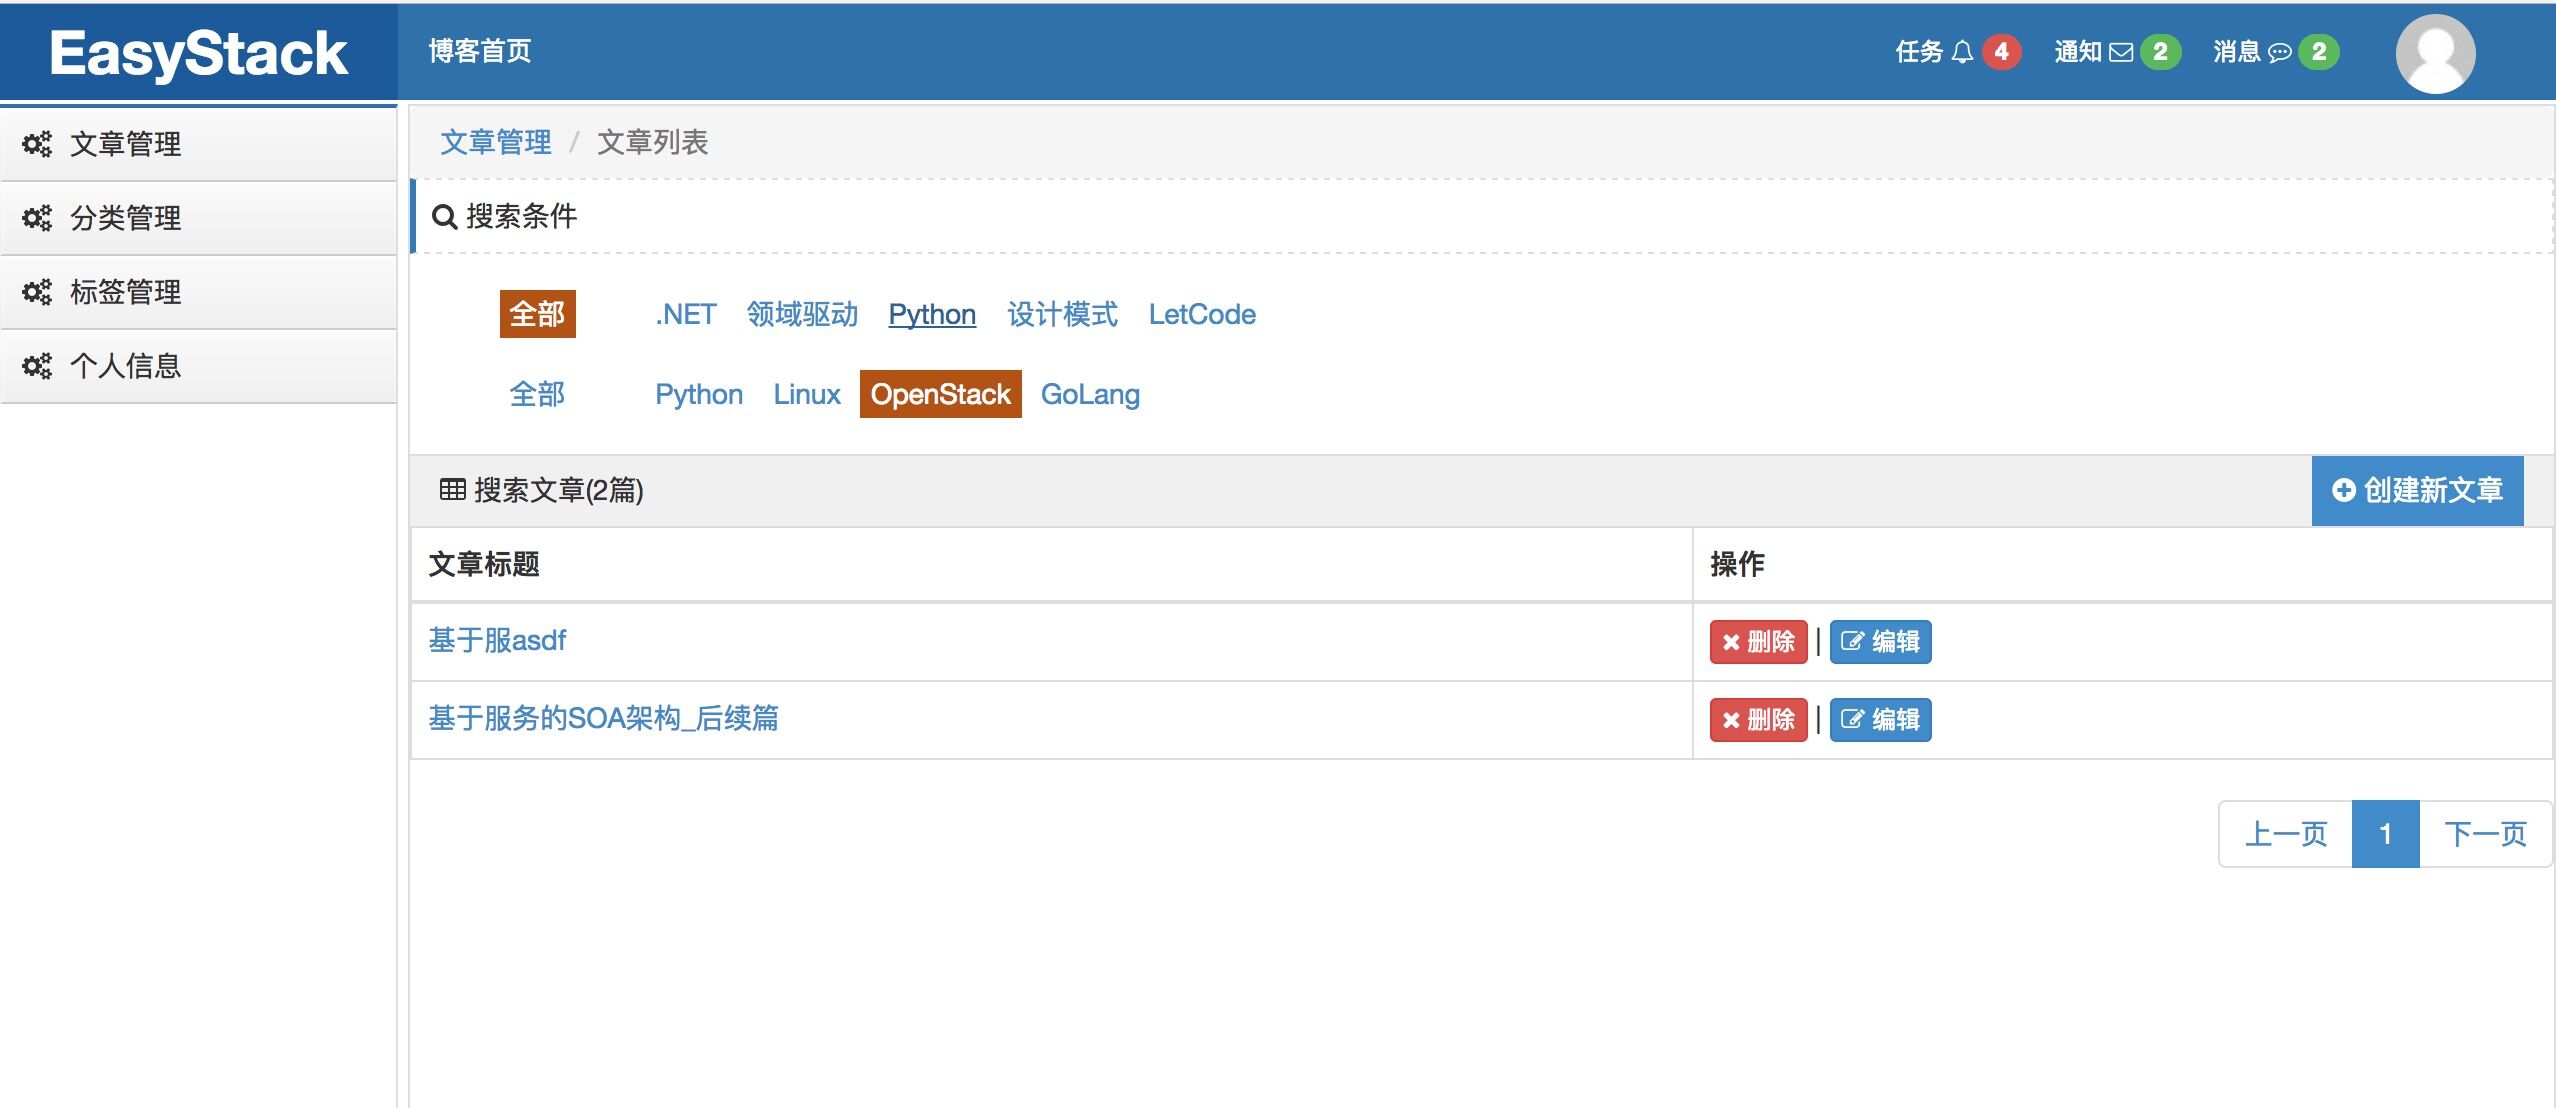 EasyStack
博客首页
任务 4 通知 2 消息 2
文章管理
分类管理
标签管理
个人信息
文章管理 / 文章列表
搜索条件
全部 .NET 领域驱动 Python 设计模式 LetCode
全部 Python Linux OpenStack GoLang
搜索文章(2篇) 创建新文章
文章标题 操作
基于服asdf 删除 | 编辑
基于服务的SOA架构_后续篇 删除 | 编辑
上一页 1 下一页